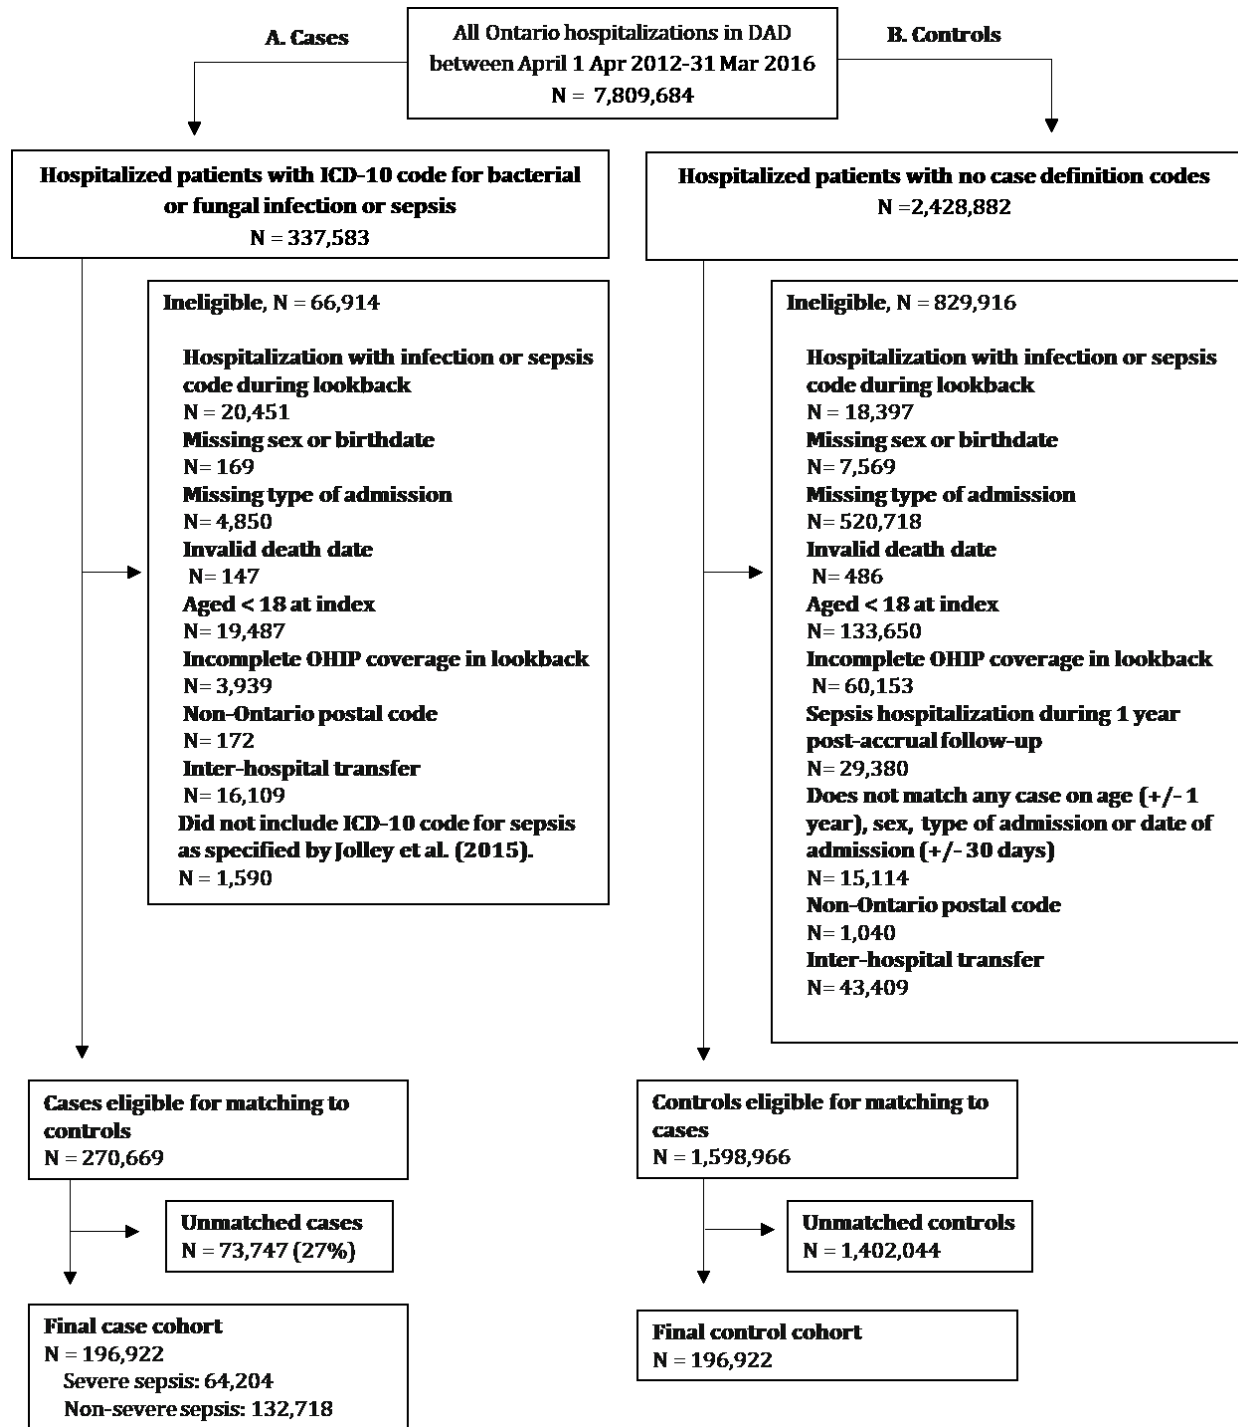 A. Cases
All Ontario hospitalizations in DAD
between April 1 Apr 2012-31 Mar 2016
N = 7,809,684
B. Controls
Hospitalized patients with ICD-10 code for bacterial
or fungal infection or sepsis
N = 337,583
Hospitalized patients with no case definition codes
N =2,428,882
Ineligible, N = 66,914
Hospitalization with infection or sepsis
code during lookback
N = 20,451
Missing sex or birthdate
N= 169
Missing type of admission
N= 4,850
Invalid death date
N= 147
Aged < 18 at index
N= 19,487
Incomplete OHIP coverage in lookback
N= 3,939
Non-Ontario postal code
N= 172
Inter-hospital transfer
N= 16,109
Did not include ICD-10 code for sepsis
as specified by Jolley et al. (2015).
N = 1,590
Ineligible, N = 829,916
Hospitalization with infection or sepsis
code during lookback
N = 18,397
Missing sex or birthdate
N= 7,569
Missing type of admission
N= 520,718
Invalid death date
N= 486
Aged < 18 at index
N= 133,650
Incomplete OHIP coverage in lookback
N= 60,153
Sepsis hospitalization during 1 year
post-accrual follow-up
N= 29,380
Does not match any case on age (+/- 1
year), sex, type of admission or date of
admission (+/- 30 days)
N= 15,114
Non-Ontario postal code
N= 1,040
Inter-hospital transfer
N= 43,409
Cases eligible for matching to
controls
N = 270,669
Controls eligible for matching to
cases
N = 1,598,966
Unmatched cases
N = 73,747 (27%)
Unmatched controls
N = 1,402,044
Final case cohort
N = 196,922
Severe sepsis: 64,204
Non-severe sepsis: 132,718
Final control cohort
N = 196,922